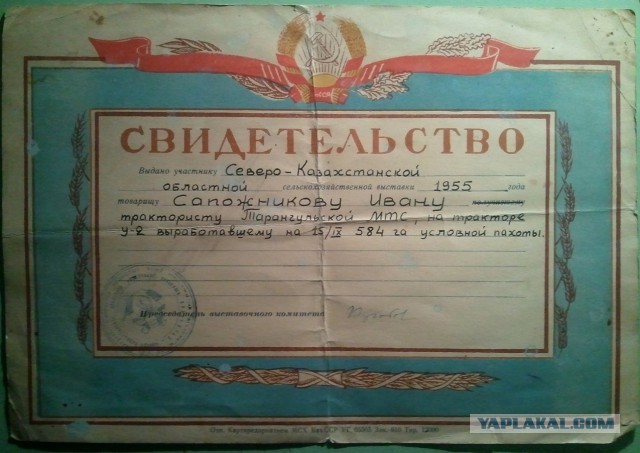 СВИДЕТЕЛЬСТВО
Выдано участнику Северо-Казахстанской
областной сельскохозяйственной выставки 1955 года
товарищу Сапожникову Ивану получившему
трактористу Тарангульской МТС, на тракторе
у-2 выработавшему на 15/IX 584 га условной пахоты.
Председатель выставочного комитета
YAPLAKAL.COM